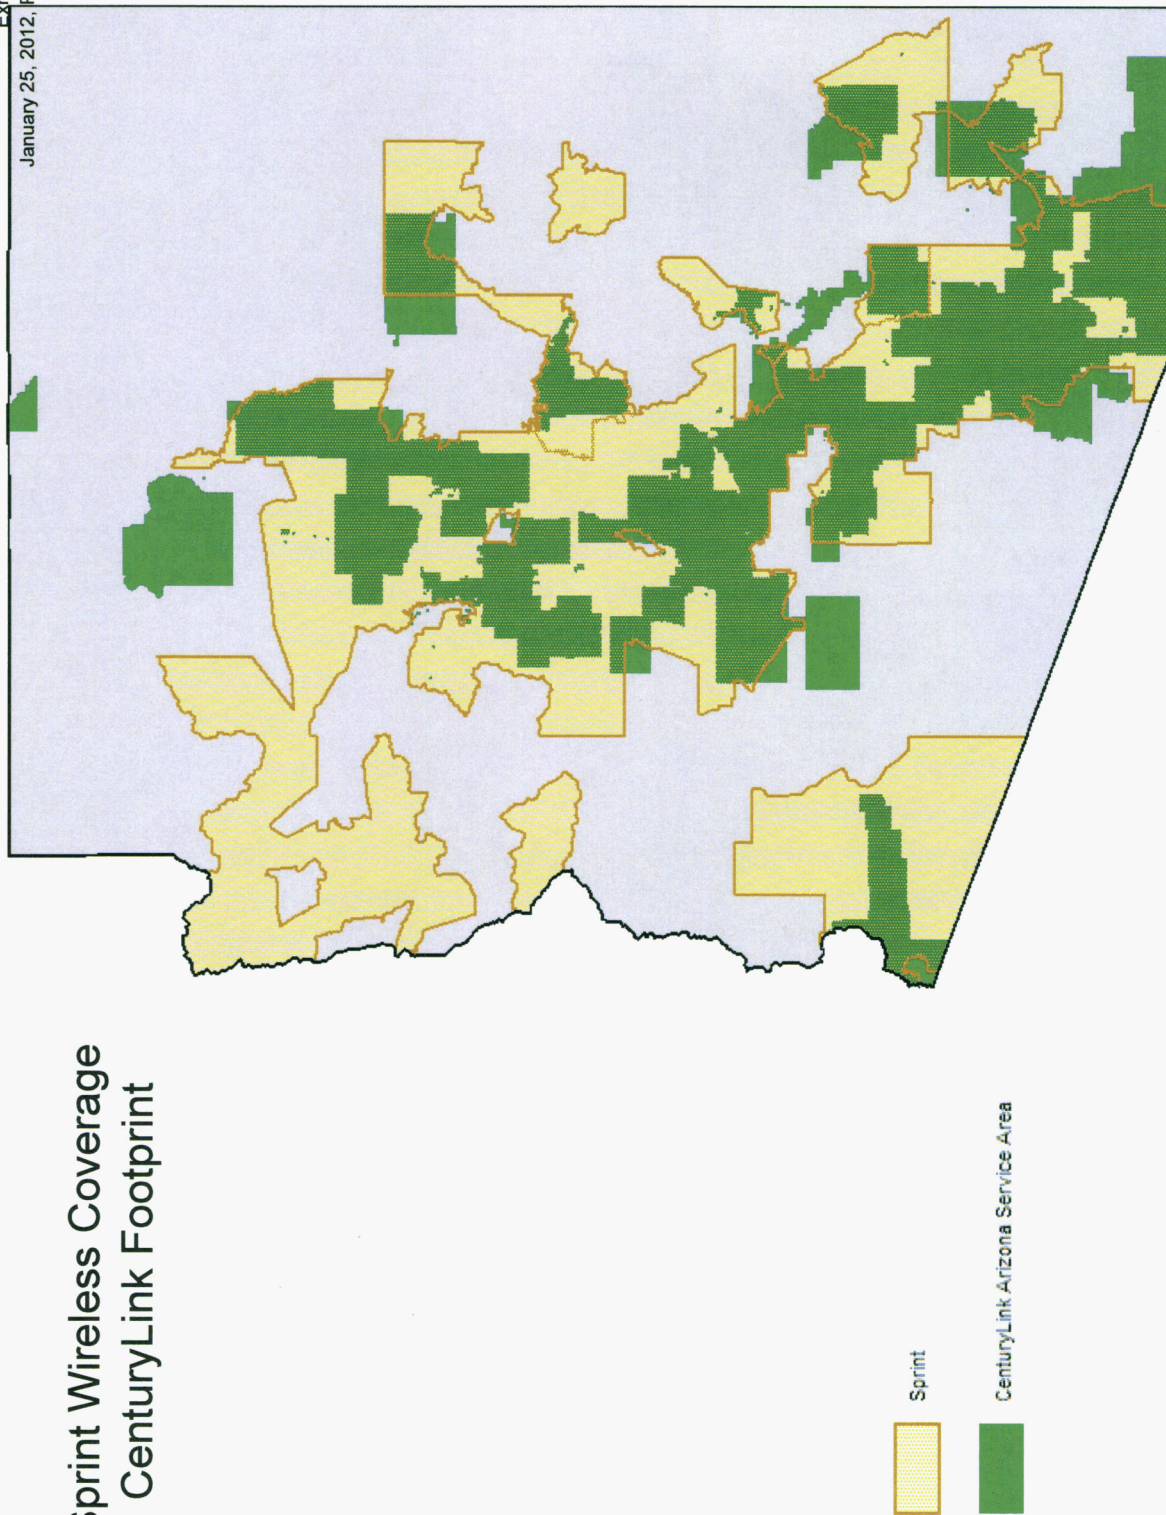 January 25, 2012,
Sprint Wireless Coverage
CenturyLink Footprint
Sprint
CenturyLink Arizona Service Area